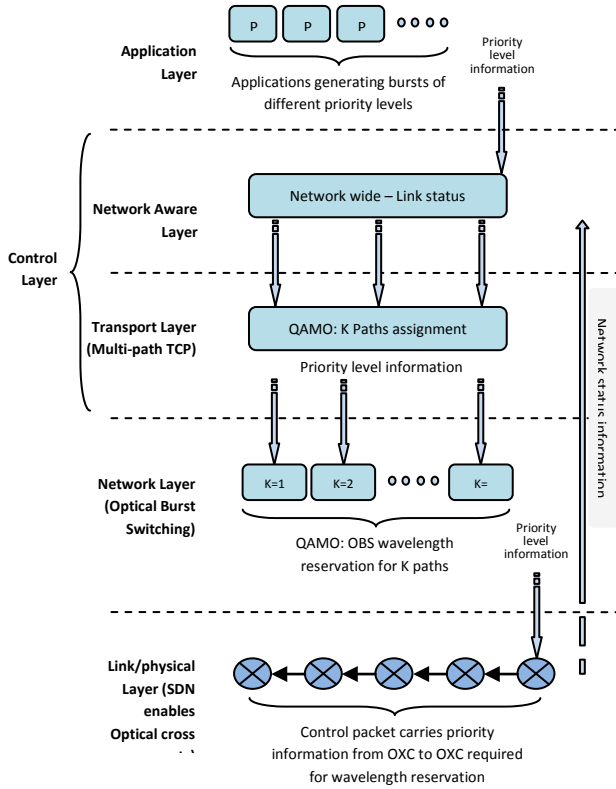 P P P
Application
Layer
Priority
level
information
Applications generating bursts of
different priority levels
Network wide – Link status
Network Aware
Layer
Control
Layer
Transport Layer
(Multi-path TCP)
QAMO: K Paths assignment
Priority level information
Network status information
Network Layer
(Optical Burst
Switching)
K=1 K=2 K=
QAMO: OBS wavelength
reservation for K paths
Priority
level
information
Link/physical
Layer (SDN
enables
Optical cross
Control packet carries priority
information from OXC to OXC required
for wavelength reservation